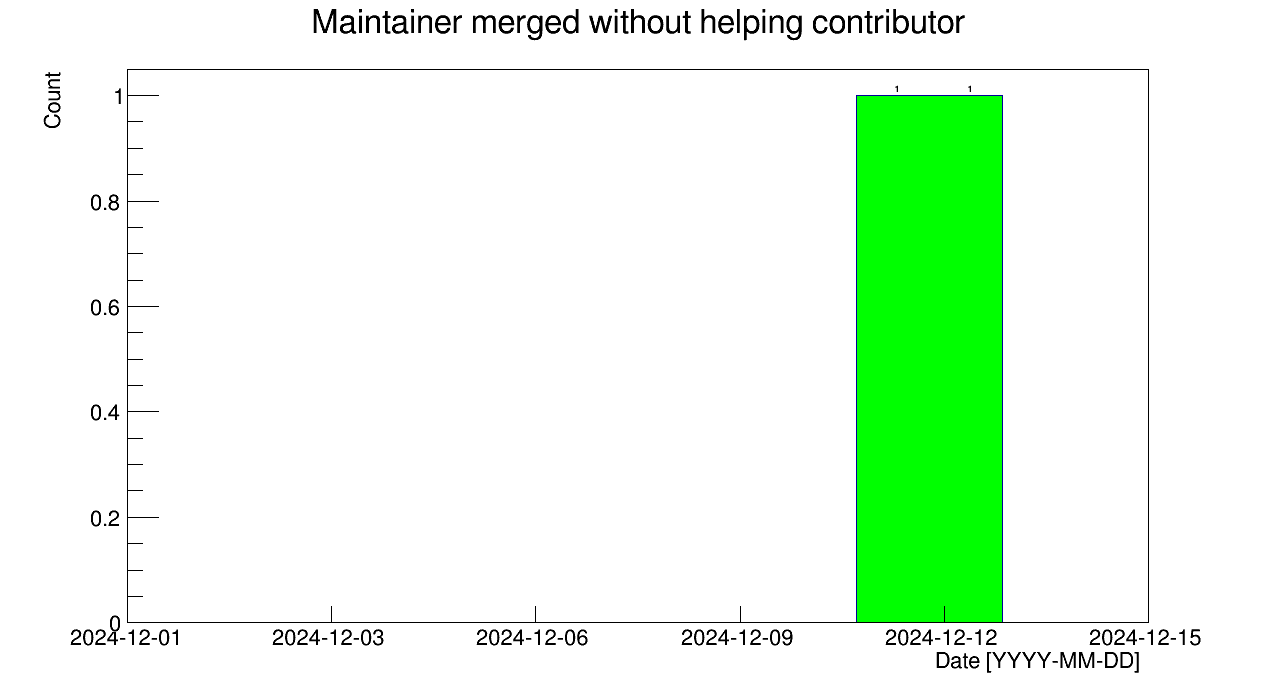 Maintainer merged without helping contributor
Count
1
1 1
0.8
0.6
0.4
0.2
0
2024-12-01 2024-12-03 2024-12-06 2024-12-09 2024-12-12 2024-12-15
Date [YYYY-MM-DD]